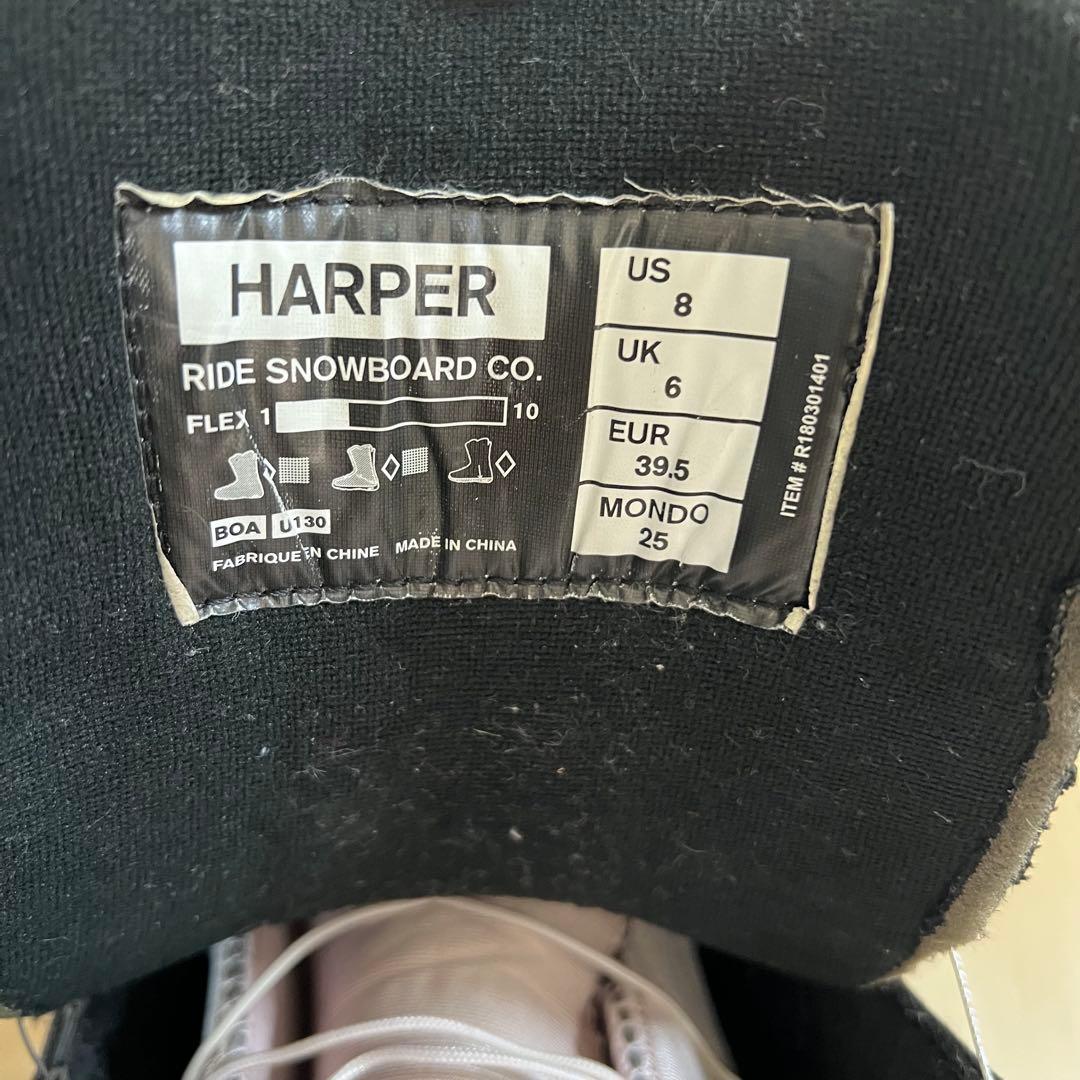 HARPER
RIDE SNOWBOARD CO.
FLEX 1 10
BOA U130
FABRIQUE EN CHINE MADE IN CHINA
US
8
UK
6
EUR
39.5
MONDO
25
ITEM # R180301401